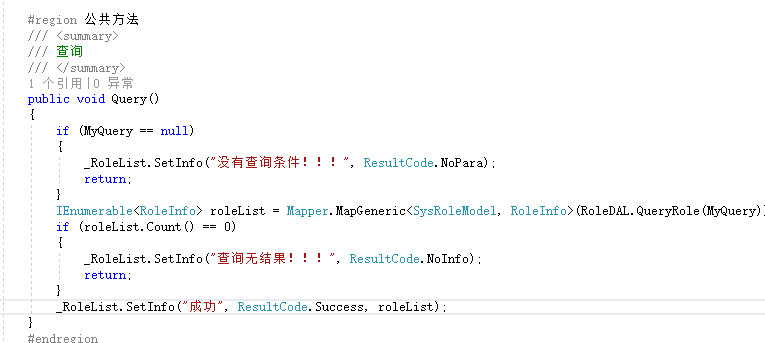 #region 公共方法
/// <summary>
/// 查询
/// </summary>
1 个引用|0 异常
public void Query()
{
if (MyQuery == null)
{
_RoleList.SetInfo("没有查询条件！！！", ResultCode.NoPara);
return;
}
IEnumerable<RoleInfo> roleList = Mapper.MapGeneric<SysRoleModel, RoleInfo>(RoleDAL.QueryRole(MyQuery)
if (roleList.Count() == 0)
{
_RoleList.SetInfo("查询无结果！！！", ResultCode.NoInfo);
return;
}
_RoleList.SetInfo("成功", ResultCode.Success, roleList);
}
#endregion